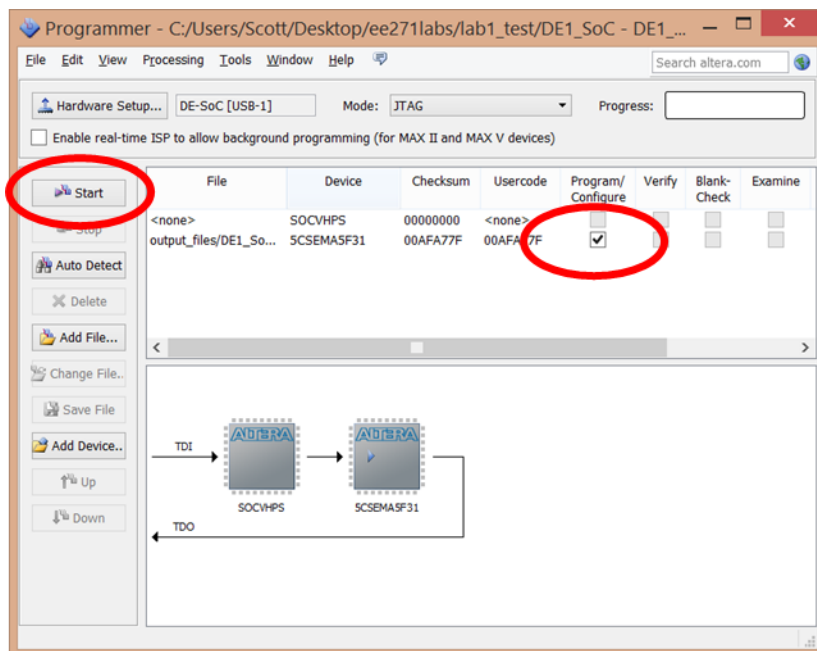 Programmer - C:/Users/Scott/Desktop/ee271labs/lab1_test/DE1_SoC - DE1_...
File Edit View Processing Tools Window Help
Search altera.com
Hardware Setup... DE-SoC [USB-1] Mode: JTAG Progress:
Enable real-time ISP to allow background programming (for MAX II and MAX V devices)
Start
Stop
Auto Detect
Delete
Add File...
Change File..
Save File
Add Device..
Up
Down
File Device Checksum Usercode Program/ Verify Blank- Examine
Configure Check
<none> SOCVHPS 00000000 <none>
output_files/DE1_So... 5CSEMA5F31 00AFA77F 00AFA77F
ALTERA ALTERA
TDI
SOCVHPS 5CSEMA5F31
TDO